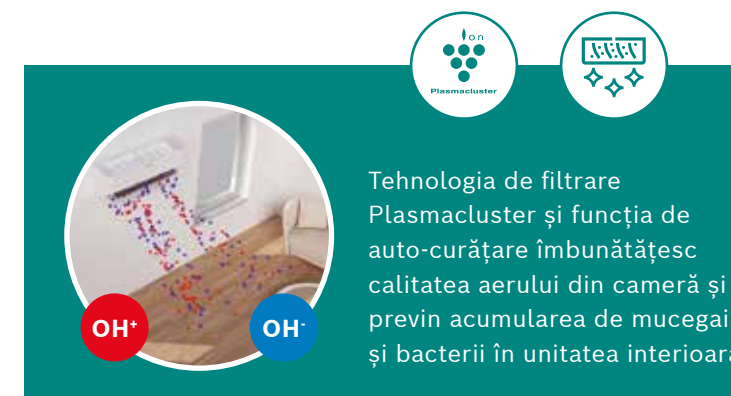 ion
Plasmacluster
Tehnologia de filtrare
Plasmacluster și funcția de
auto-curățare îmbunătățesc
calitatea aerului din cameră și
previn acumularea de mucegai
și bacterii în unitatea
OH⁺
OH⁻